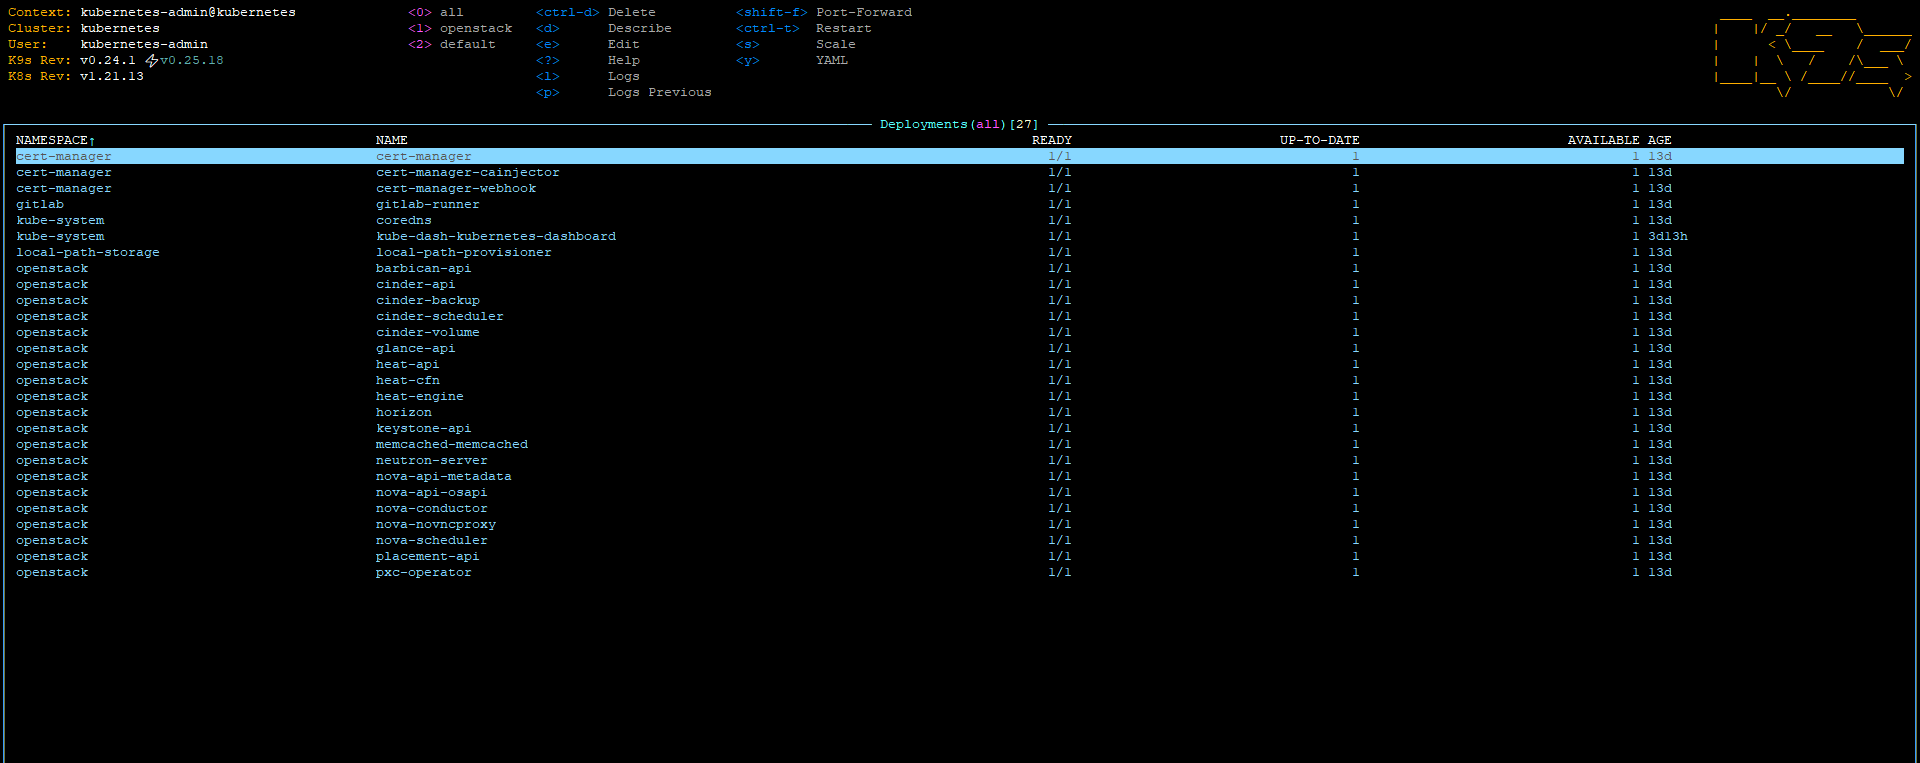 Context: kubernetes-admin@kubernetes <0> all <ctrl-d> Delete <shift-f> Port-Forward
Cluster: kubernetes <1> openstack <d> Describe <ctrl-t> Restart
User: kubernetes-admin <2> default <e> Edit <s> Scale
K9s Rev: v0.24.1 ⚡v0.25.18 <?> Help <y> YAML
K8s Rev: v1.21.13 <l> Logs
<p> Logs Previous
Deployments(all)[27]
NAMESPACE↑ NAME READY UP-TO-DATE AVAILABLE AGE
cert-manager cert-manager 1/1 1 1 13d
cert-manager cert-manager-cainjector 1/1 1 1 13d
cert-manager cert-manager-webhook 1/1 1 1 13d
gitlab gitlab-runner 1/1 1 1 13d
kube-system coredns 1/1 1 1 13d
kube-system kube-dash-kubernetes-dashboard 1/1 1 1 3d13h
local-path-storage local-path-provisioner 1/1 1 1 13d
openstack barbican-api 1/1 1 1 13d
openstack cinder-api 1/1 1 1 13d
openstack cinder-backup 1/1 1 1 13d
openstack cinder-scheduler 1/1 1 1 13d
openstack cinder-volume 1/1 1 1 13d
openstack glance-api 1/1 1 1 13d
openstack heat-api 1/1 1 1 13d
openstack heat-cfn 1/1 1 1 13d
openstack heat-engine 1/1 1 1 13d
openstack horizon 1/1 1 1 13d
openstack keystone-api 1/1 1 1 13d
openstack memcached-memcached 1/1 1 1 13d
openstack neutron-server 1/1 1 1 13d
openstack nova-api-metadata 1/1 1 1 13d
openstack nova-api-osapi 1/1 1 1 13d
openstack nova-conductor 1/1 1 1 13d
openstack nova-novncproxy 1/1 1 1 13d
openstack nova-scheduler 1/1 1 1 13d
openstack placement-api 1/1 1 1 13d
openstack pxc-operator 1/1 1 1 13d